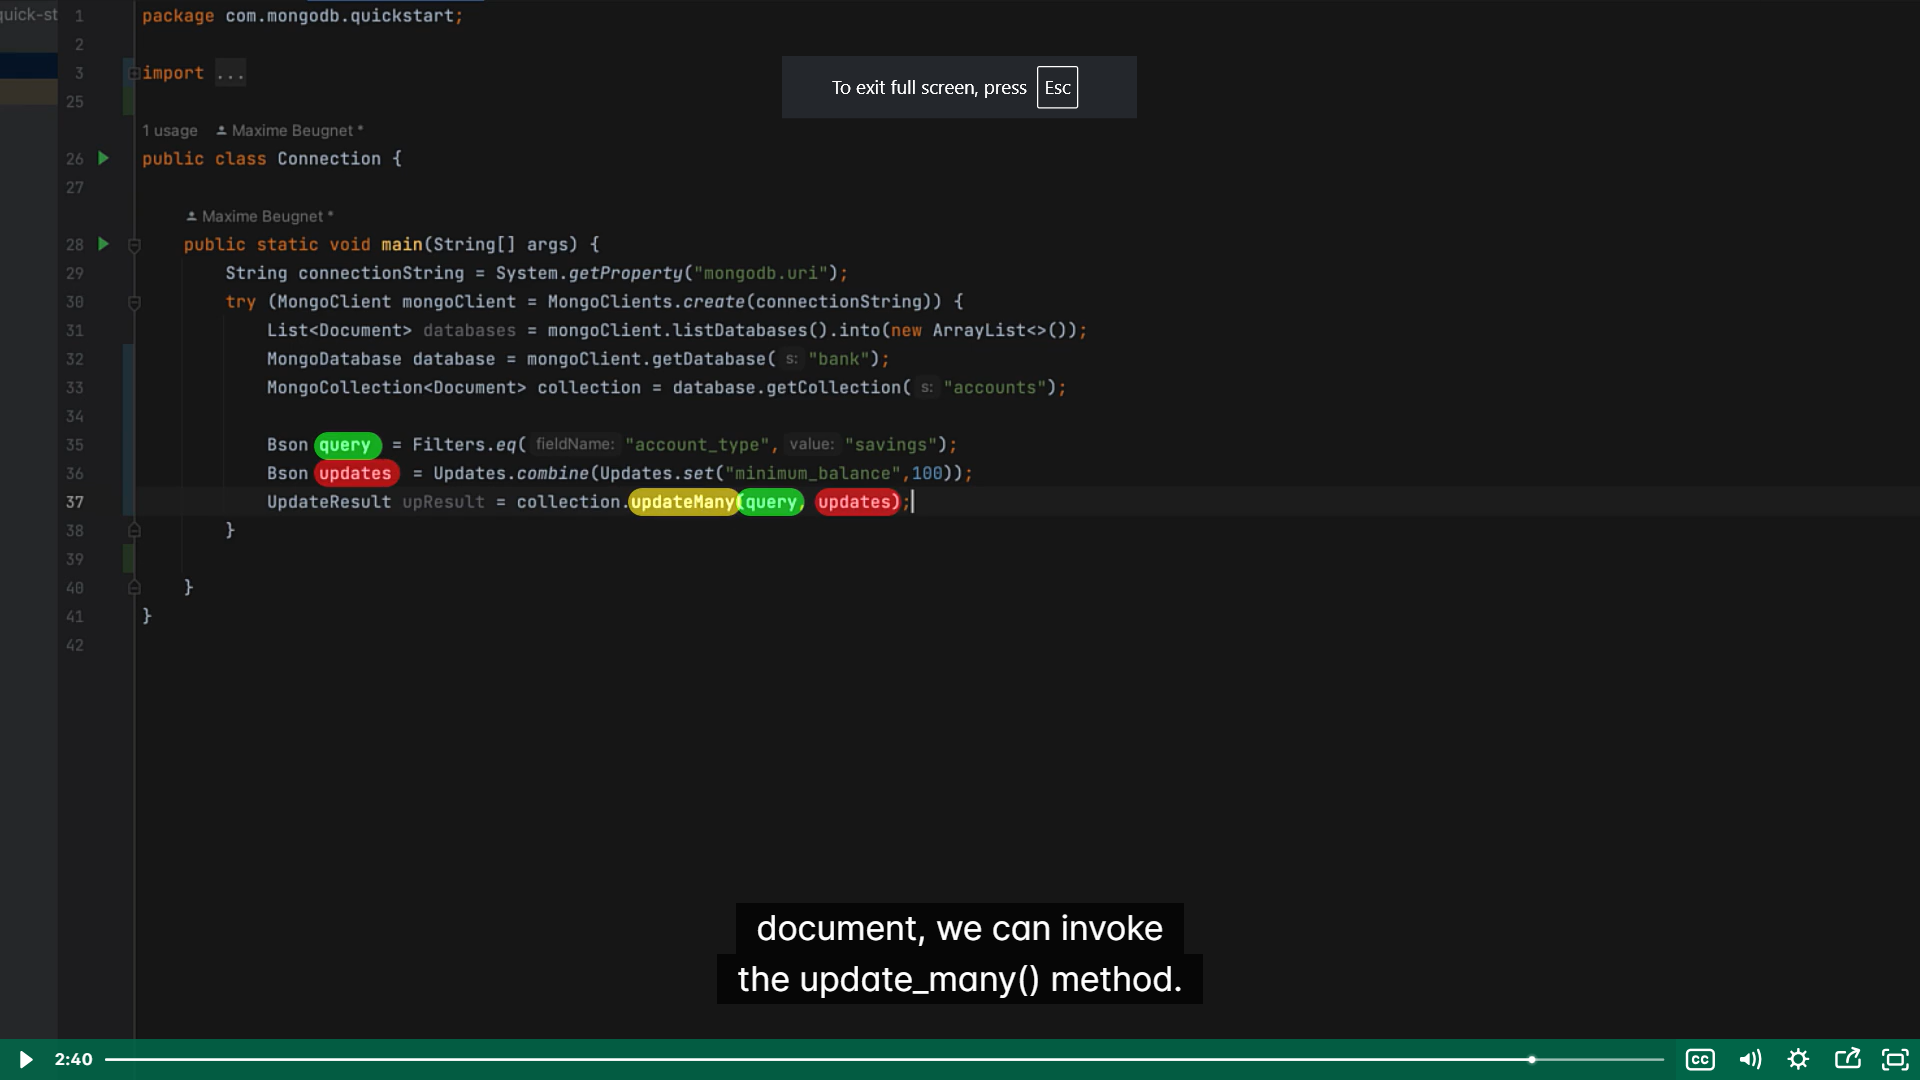 quick-st
1 package com.mongodb.quickstart;
2
3 import ...
25
1 usage Maxime Beugnet *
26 public class Connection {
27
Maxime Beugnet *
28 public static void main(String[] args) {
29 String connectionString = System.getProperty("mongodb.uri");
30 try (MongoClient mongoClient = MongoClients.create(connectionString)) {
31 List<Document> databases = mongoClient.listDatabases().into(new ArrayList<>());
32 MongoDatabase database = mongoClient.getDatabase( s: "bank");
33 MongoCollection<Document> collection = database.getCollection( s: "accounts");
34
35 Bson query = Filters.eq( fieldName: "account_type", value: "savings");
36 Bson updates = Updates.combine(Updates.set("minimum_balance",100));
37 UpdateResult upResult = collection.updateMany(query, updates);
38 }
39
40 }
41 }
42
To exit full screen, press Esc
document, we can invoke
the update_many() method.
2:40
CC